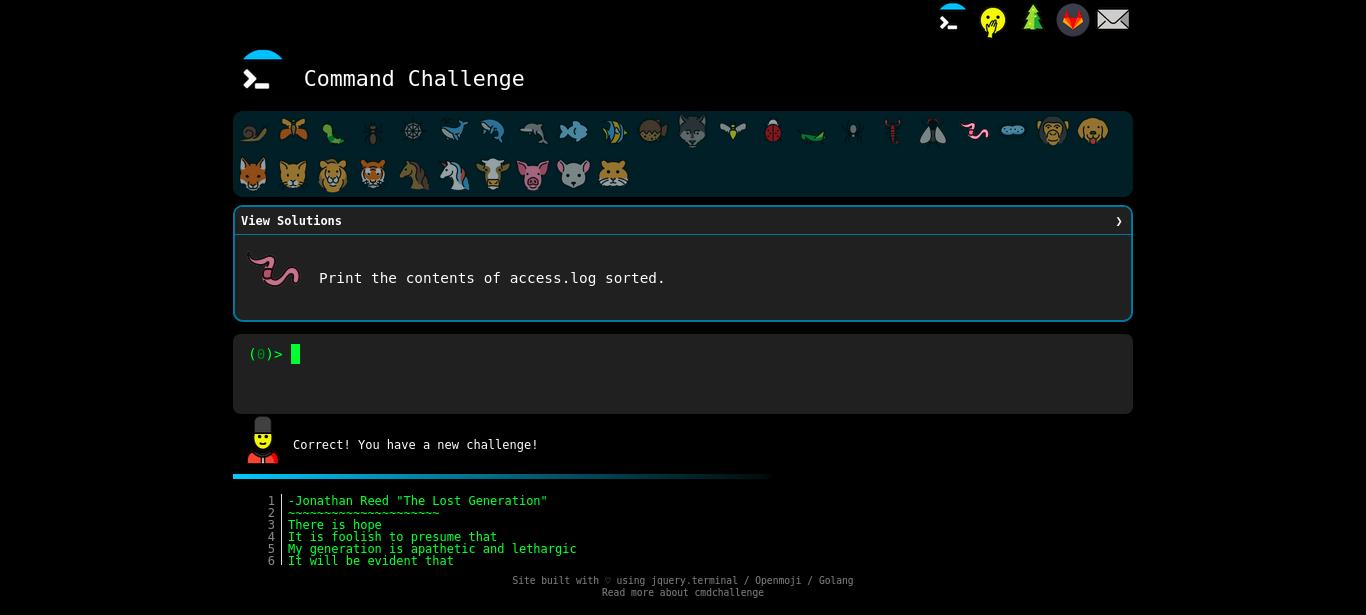 Command Challenge
View Solutions ❯
Print the contents of access.log sorted.
(0)>
Correct! You have a new challenge!
1 -Jonathan Reed "The Lost Generation"
2 ~~~~~~~~~~~~~~~~~~~~~
3 There is hope
4 It is foolish to presume that
5 My generation is apathetic and lethargic
6 It will be evident that
Site built with ♡ using jquery.terminal / Openmoji / Golang
Read more about cmdchallenge